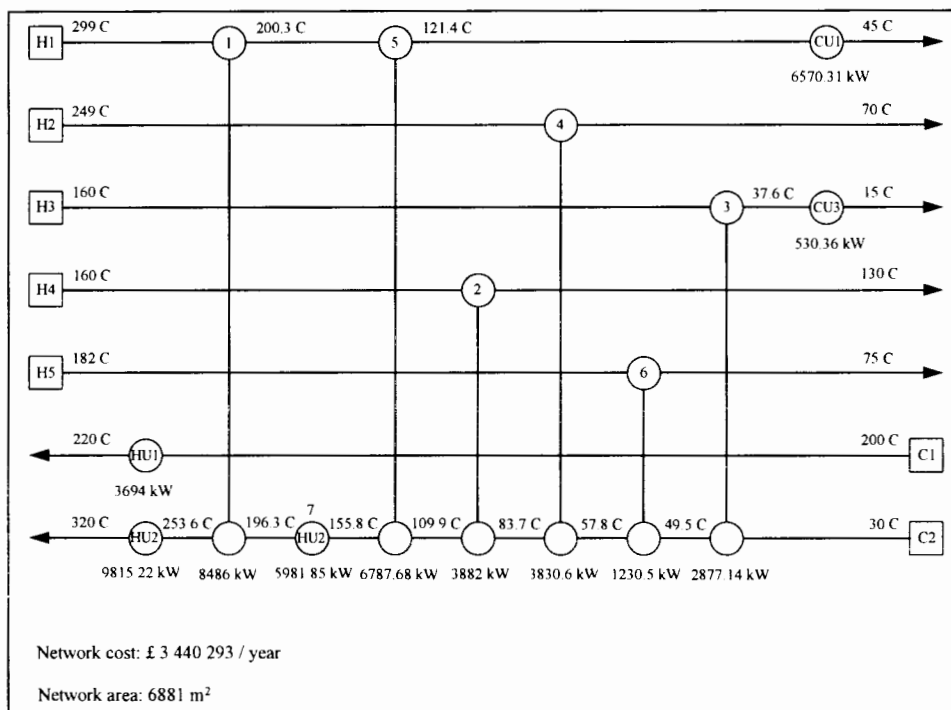 H1 299 C 1 200.3 C 5 121.4 C CU1 45 C
6570.31 kW
H2 249 C 4 70 C
H3 160 C 3 37.6 C CU3 15 C
530.36 kW
H4 160 C 2 130 C
H5 182 C 6 75 C
220 C HU1 200 C C1
3694 kW 7
320 C HU2 253.6 C 196.3 C HU2 155.8 C 109 9 C 83.7 C 57.8 C 49.5 C 30 C C2
9815 22 kW 8486 kW 5981 85 kW 6787.68 kW 3882 kW 3830.6 kW 1230.5 kW 2877.14 kW
Network cost: £ 3 440 293 / year
Network area: 6881 m²